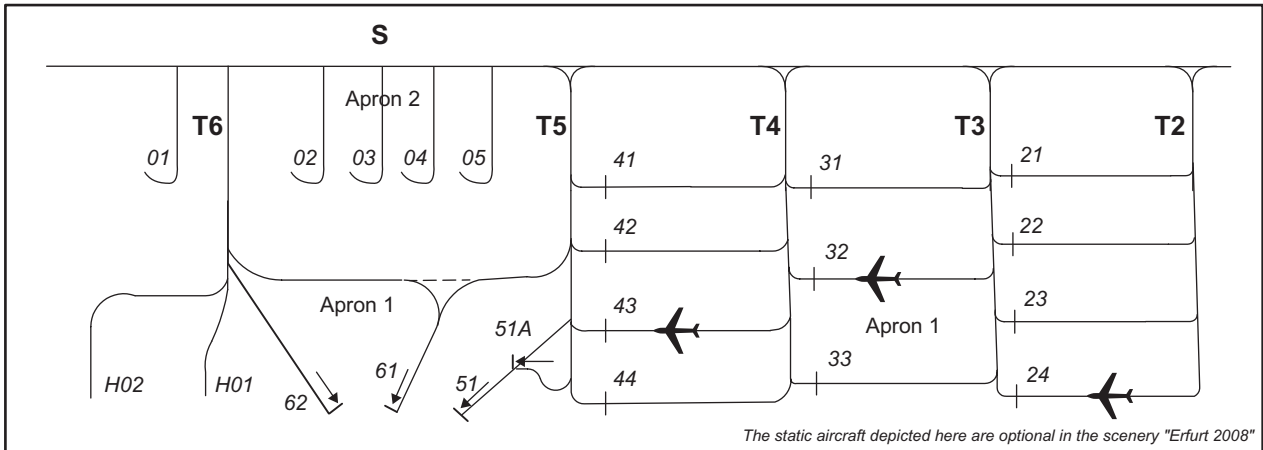 S
Apron 2
T6
T5
T4
T3
T2
01
02
03
04
05
41
31
21
42
32
22
43
23
Apron 1
51A
Apron 1
H02
H01
62
61
51
44
33
24
The static aircraft depicted here are optional in the scenery "Erfurt 2008"